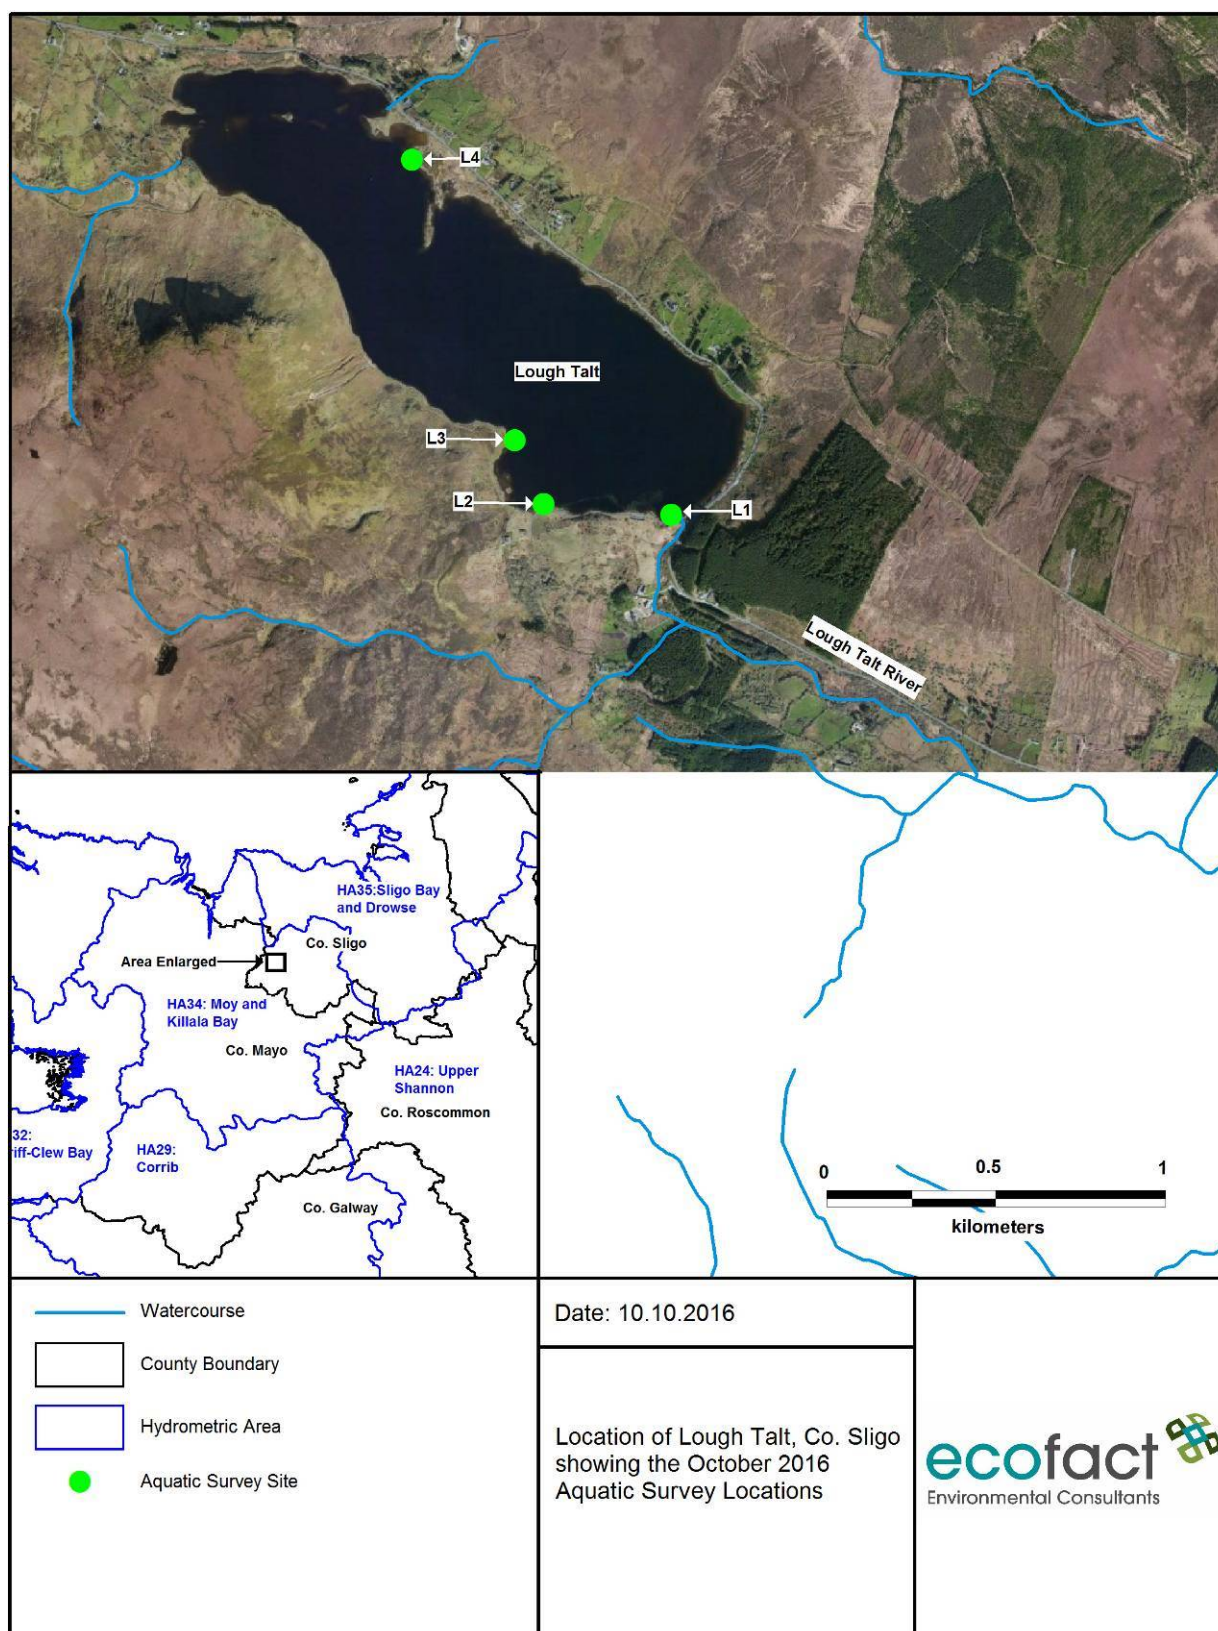 L4
Lough Talt
L3
L2
L1
Lough Talt River
HA35:Sligo Bay
and Drowse
Co. Sligo
Area Enlarged
HA34: Moy and
Killala Bay
Co. Mayo
HA24: Upper
Shannon
Co. Roscommon
32:
riff-Clew Bay
HA29:
Corrib
Co. Galway
0 0.5 1
kilometers
Watercourse
County Boundary
Hydrometric Area
Aquatic Survey Site
Date: 10.10.2016
Location of Lough Talt, Co. Sligo
showing the October 2016
Aquatic Survey Locations
ecofact
Environmental Consultants